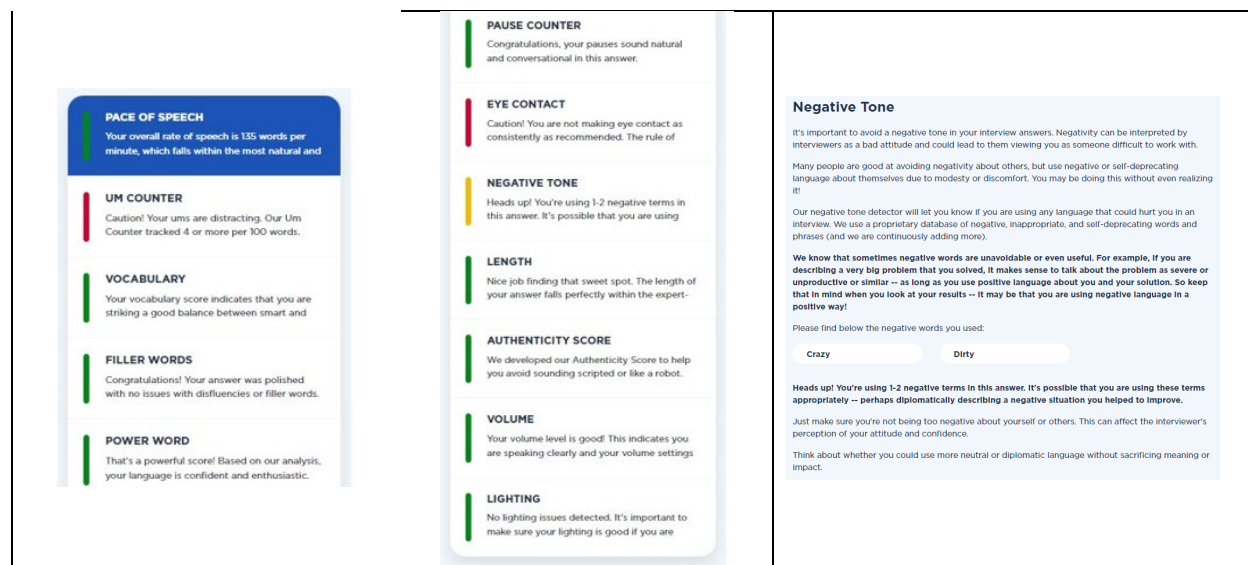 PACE OF SPEECH
Your overall rate of speech is 135 words per
minute, which falls within the most natural and
UM COUNTER
Caution! Your ums are distracting. Our Um
Counter tracked 4 or more per 100 words.
VOCABULARY
Your vocabulary score indicates that you are
striking a good balance between smart and
FILLER WORDS
Congratulations! Your answer was polished
with no issues with disfluencies or filler words.
POWER WORD
That's a powerful score! Based on our analysis,
your language is confident and enthusiastic.
PAUSE COUNTER
Congratulations, your pauses sound natural
and conversational in this answer.
EYE CONTACT
Caution! You are not making eye contact as
consistently as recommended. The rule of
NEGATIVE TONE
Heads up! You're using 1-2 negative terms in
this answer. It's possible that you are using
LENGTH
Nice job finding that sweet spot. The length of
your answer falls perfectly within the expert-
AUTHENTICITY SCORE
We developed our Authenticity Score to help
you avoid sounding scripted or like a robot.
VOLUME
Your volume level is good! This indicates you
are speaking clearly and your volume settings
LIGHTING
No lighting issues detected. It's important to
make sure your lighting is good if you are
Negative Tone
It's important to avoid a negative tone in your interview answers. Negativity can be interpreted by
interviewers as a bad attitude and could lead to them viewing you as someone difficult to work with.
Many people are good at avoiding negativity about others, but use negative or self-deprecating
language about themselves due to modesty or discomfort. You may be doing this without even realizing
it!
Our negative tone detector will let you know if you are using any language that could hurt you in an
interview. We use a proprietary database of negative, inappropriate, and self-deprecating words and
phrases (and we are continuously adding more).
We know that sometimes negative words are unavoidable or even useful. For example, if you are
describing a very big problem that you solved, it makes sense to talk about the problem as severe or
unproductive or similar -- as long as you use positive language about you and your solution. So keep
that in mind when you look at your results -- it may be that you are using negative language in a
positive way!
Please find below the negative words you used:
Crazy
Dirty
Heads up! You're using 1-2 negative terms in this answer. It's possible that you are using these terms
appropriately -- perhaps diplomatically describing a negative situation you helped to improve.
Just make sure you're not being too negative about yourself or others. This can affect the interviewer's
perception of your attitude and confidence.
Think about whether you could use more neutral or diplomatic language without sacrificing meaning or
impact.